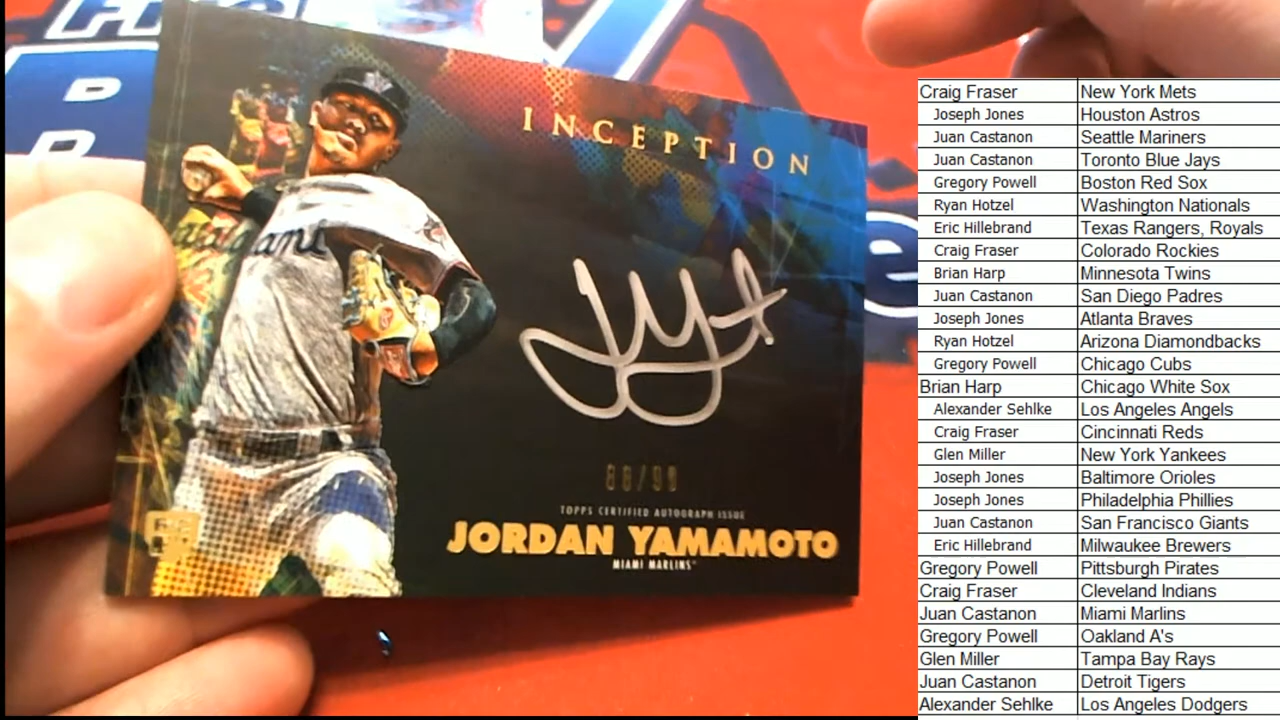 INCEPTION
TOPPS CERTIFIED AUTOGRAPH ISSUE
JORDAN YAMAMOTO
MIAMI MARLINS
Craig Fraser New York Mets
Joseph Jones Houston Astros
Juan Castanon Seattle Mariners
Juan Castanon Toronto Blue Jays
Gregory Powell Boston Red Sox
Ryan Hotzel Washington Nationals
Eric Hillebrand Texas Rangers, Royals
Craig Fraser Colorado Rockies
Brian Harp Minnesota Twins
Juan Castanon San Diego Padres
Joseph Jones Atlanta Braves
Ryan Hotzel Arizona Diamondbacks
Gregory Powell Chicago Cubs
Brian Harp Chicago White Sox
Alexander Sehlke Los Angeles Angels
Craig Fraser Cincinnati Reds
Glen Miller New York Yankees
Joseph Jones Baltimore Orioles
Joseph Jones Philadelphia Phillies
Juan Castanon San Francisco Giants
Eric Hillebrand Milwaukee Brewers
Gregory Powell Pittsburgh Pirates
Craig Fraser Cleveland Indians
Juan Castanon Miami Marlins
Gregory Powell Oakland A's
Glen Miller Tampa Bay Rays
Juan Castanon Detroit Tigers
Alexander Sehlke Los Angeles Dodgers